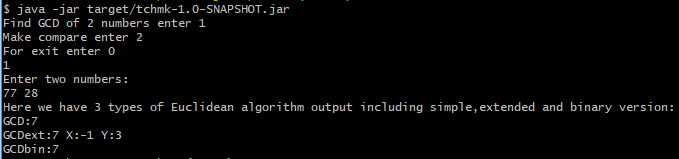 $ java -jar target/tchmk-1.0-SNAPSHOT.jar
Find GCD of 2 numbers enter 1
Make compare enter 2
For exit enter 0
1
Enter two numbers:
77 28
Here we have 3 types of Euclidean algorithm output including simple,extended and binary version:
GCD:7
GCDext:7 X:-1 Y:3
GCDbin:7